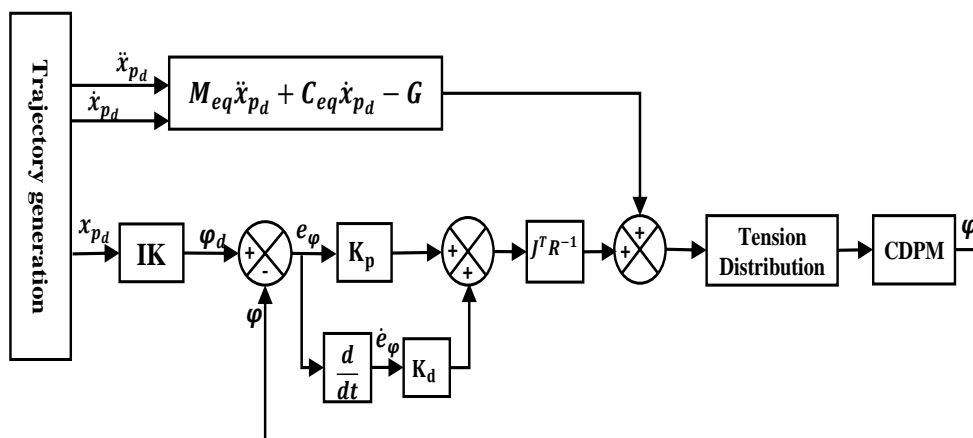 Trajectory generation
ẍ_{p_d}
ẋ_{p_d}
M_{eq}ẍ_{p_d} + C_{eq}ẋ_{p_d} − G
x_{p_d}
IK
φ_d
+
-
φ
e_φ
K_p
d/dt
ė_φ
K_d
+
+
J^T R^{−1}
+
+
Tension
Distribution
CDPM
φ